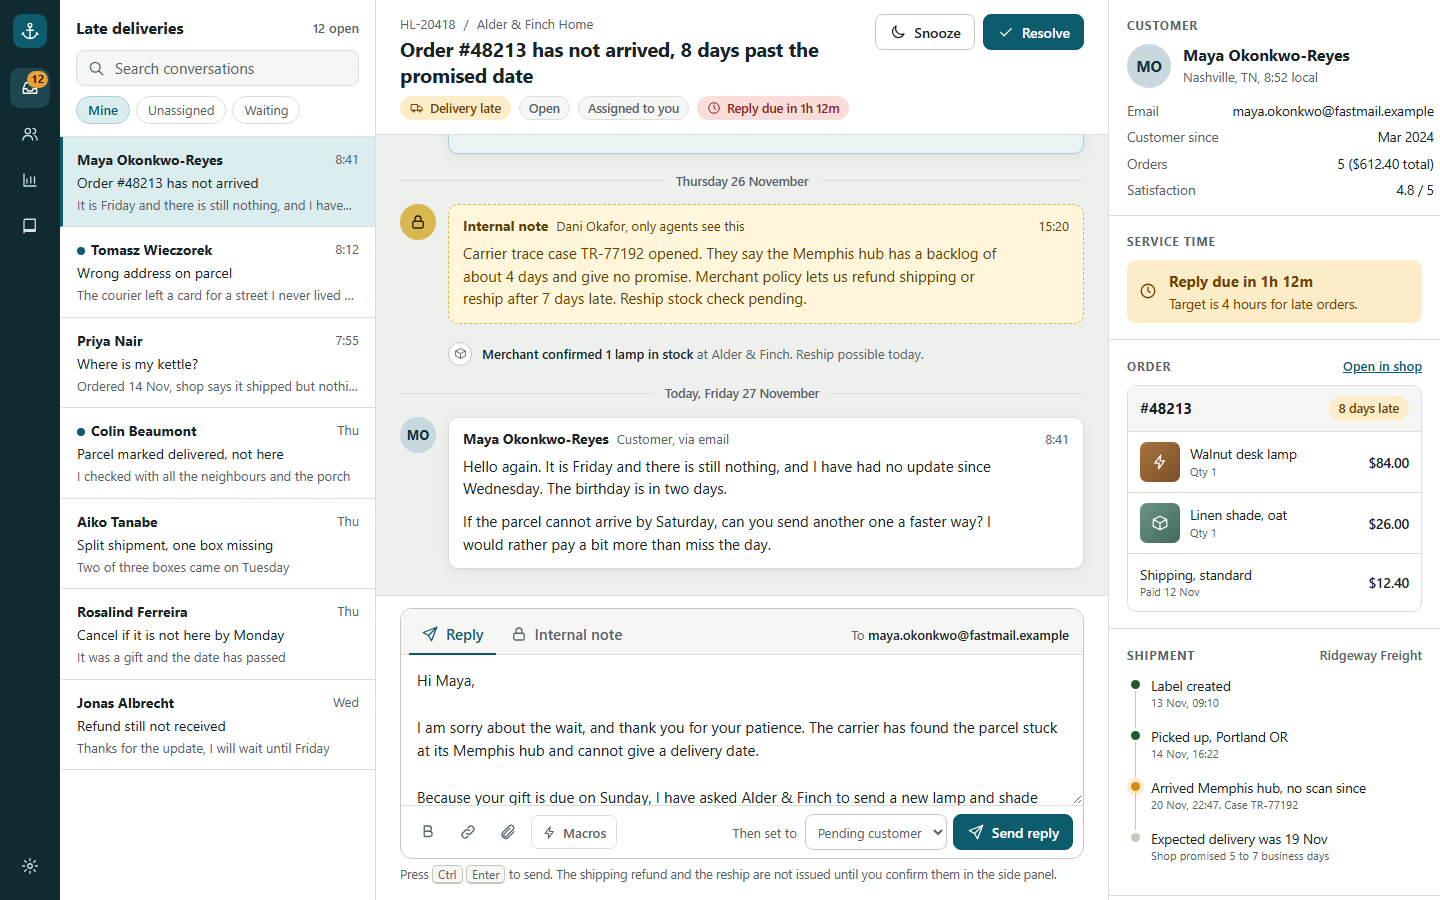 12
Late deliveries
12 open
Search conversations
Mine
Unassigned
Waiting
Maya Okonkwo-Reyes
8:41
Order #48213 has not arrived
It is Friday and there is still nothing, and I have...
Tomasz Wieczorek
8:12
Wrong address on parcel
The courier left a card for a street I never lived ...
Priya Nair
7:55
Where is my kettle?
Ordered 14 Nov, shop says it shipped but nothi...
Colin Beaumont
Thu
Parcel marked delivered, not here
I checked with all the neighbours and the porch
Aiko Tanabe
Thu
Split shipment, one box missing
Two of three boxes came on Tuesday
Rosalind Ferreira
Thu
Cancel if it is not here by Monday
It was a gift and the date has passed
Jonas Albrecht
Wed
Refund still not received
Thanks for the update, I will wait until Friday
HL-20418 / Alder & Finch Home
Order #48213 has not arrived, 8 days past the
promised date
Snooze
Resolve
Delivery late
Open
Assigned to you
Reply due in 1h 12m
Thursday 26 November
Internal note Dani Okafor, only agents see this
15:20
Carrier trace case TR-77192 opened. They say the Memphis hub has a backlog of
about 4 days and give no promise. Merchant policy lets us refund shipping or
reship after 7 days late. Reship stock check pending.
Merchant confirmed 1 lamp in stock at Alder & Finch. Reship possible today.
Today, Friday 27 November
MO
Maya Okonkwo-Reyes Customer, via email
8:41
Hello again. It is Friday and there is still nothing, and I have had no update since
Wednesday. The birthday is in two days.
If the parcel cannot arrive by Saturday, can you send another one a faster way? I
would rather pay a bit more than miss the day.
Reply
Internal note
To maya.okonkwo@fastmail.example
Hi Maya,
I am sorry about the wait, and thank you for your patience. The carrier has found the parcel stuck
at its Memphis hub and cannot give a delivery date.
Because your gift is due on Sunday, I have asked Alder & Finch to send a new lamp and shade
B
Macros
Then set to
Pending customer
Send reply
Press Ctrl Enter to send. The shipping refund and the reship are not issued until you confirm them in the side panel.
CUSTOMER
MO
Maya Okonkwo-Reyes
Nashville, TN, 8:52 local
Email
maya.okonkwo@fastmail.example
Customer since
Mar 2024
Orders
5 ($612.40 total)
Satisfaction
4.8 / 5
SERVICE TIME
Reply due in 1h 12m
Target is 4 hours for late orders.
ORDER
Open in shop
#48213
8 days late
Walnut desk lamp
Qty 1
$84.00
Linen shade, oat
Qty 1
$26.00
Shipping, standard
Paid 12 Nov
$12.40
SHIPMENT
Ridgeway Freight
Label created
13 Nov, 09:10
Picked up, Portland OR
14 Nov, 16:22
Arrived Memphis hub, no scan since
20 Nov, 22:47. Case TR-77192
Expected delivery was 19 Nov
Shop promised 5 to 7 business days